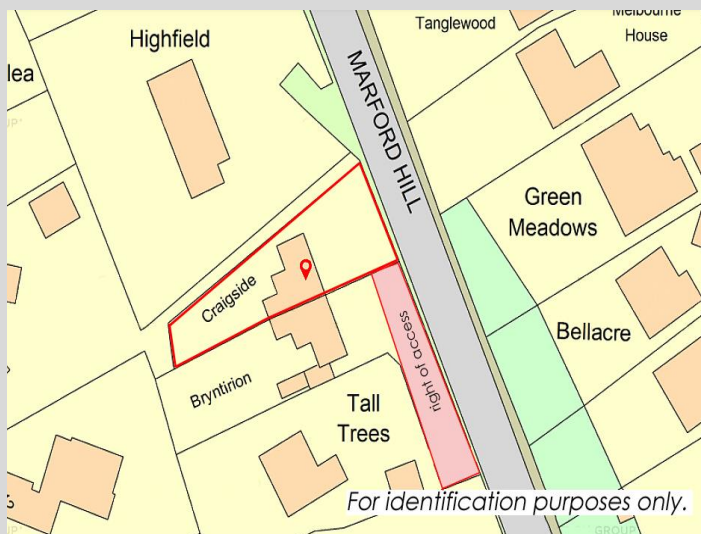 Tanglewood
Melbourne
House
Highfield
lea
MARFORD HILL
Green
Meadows
Craigside
Bellacre
right of access
Bryntirion
Tall
Trees
For identification purposes only.
GROUP